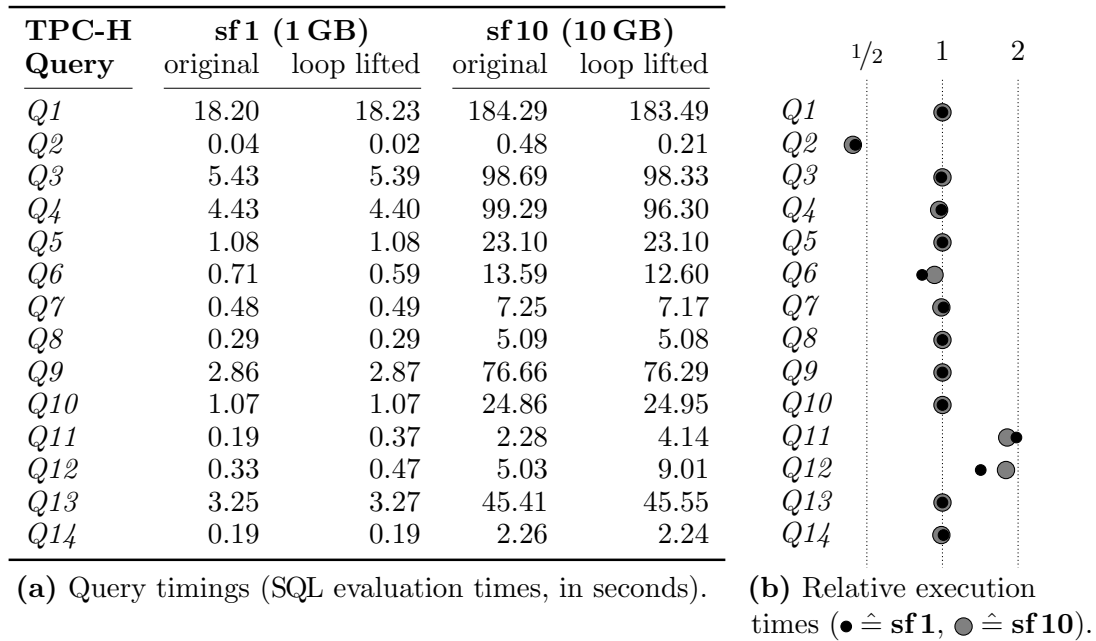 TPC-H sf 1 (1 GB) sf 10 (10 GB)
Query original loop lifted original loop lifted
Q1 18.20 18.23 184.29 183.49
Q2 0.04 0.02 0.48 0.21
Q3 5.43 5.39 98.69 98.33
Q4 4.43 4.40 99.29 96.30
Q5 1.08 1.08 23.10 23.10
Q6 0.71 0.59 13.59 12.60
Q7 0.48 0.49 7.25 7.17
Q8 0.29 0.29 5.09 5.08
Q9 2.86 2.87 76.66 76.29
Q10 1.07 1.07 24.86 24.95
Q11 0.19 0.37 2.28 4.14
Q12 0.33 0.47 5.03 9.01
Q13 3.25 3.27 45.41 45.55
Q14 0.19 0.19 2.26 2.24
(a) Query timings (SQL evaluation times, in seconds).
1/2 1 2
Q1
Q2
Q3
Q4
Q5
Q6
Q7
Q8
Q9
Q10
Q11
Q12
Q13
Q14
(b) Relative execution
times (● ≙ sf 1, ● ≙ sf 10).